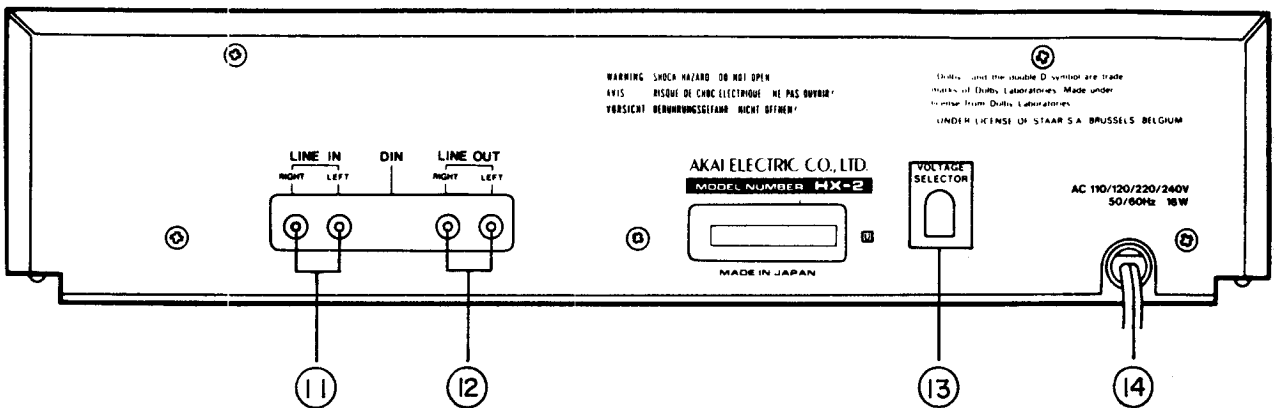 WARNING SHOCK HAZARD DO NOT OPEN
AVIS RISQUE DE CHOC ELECTRIQUE NE PAS OUVRIR!
VORSICHT BERUHRUNGSGEFAHR NICHT OFFNEN!
Dolby and the double D symbol are trade
marks of Dolby Laboratories. Made under
license from Dolby Laboratories
UNDER LICENSE OF STAAR S.A. BRUSSELS BELGIUM
LINE IN DIN LINE OUT
RIGHT LEFT RIGHT LEFT
AKAI ELECTRIC CO., LTD.
MODEL NUMBER HX-2
MADE IN JAPAN
VOLTAGE
SELECTOR
AC 110/120/220/240V
50/60Hz 16W
11 12 13 14